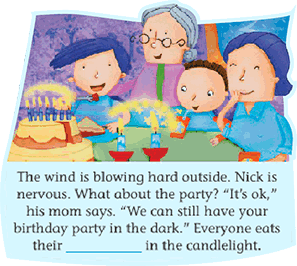 The wind is blowing hard outside. Nick is
nervous. What about the party? “It’s ok,”
his mom says. “We can still have your
birthday party in the dark.” Everyone eats
their __________ in the candlelight.